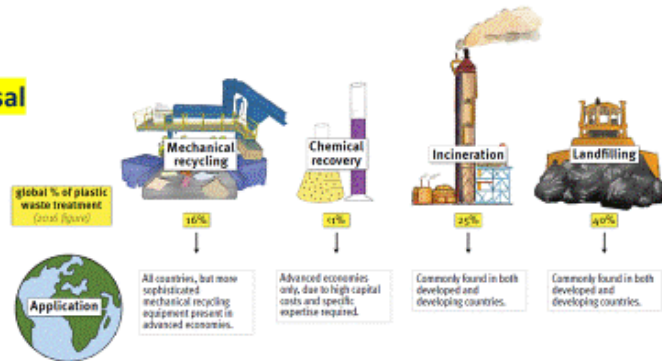 sal
Mechanical
recycling
Chemical
recovery
Incineration
Landfilling
global % of plastic
waste treatment
(2016 figure)
16%
<1%
25%
40%
Application
All countries, but more
sophisticated
mechanical recycling
equipment present in
advanced economies.
Advanced economies
only, due to high capital
costs and specific
expertise required.
Commonly found in both
developed and
developing countries.
Commonly found in both
developed and
developing countries.